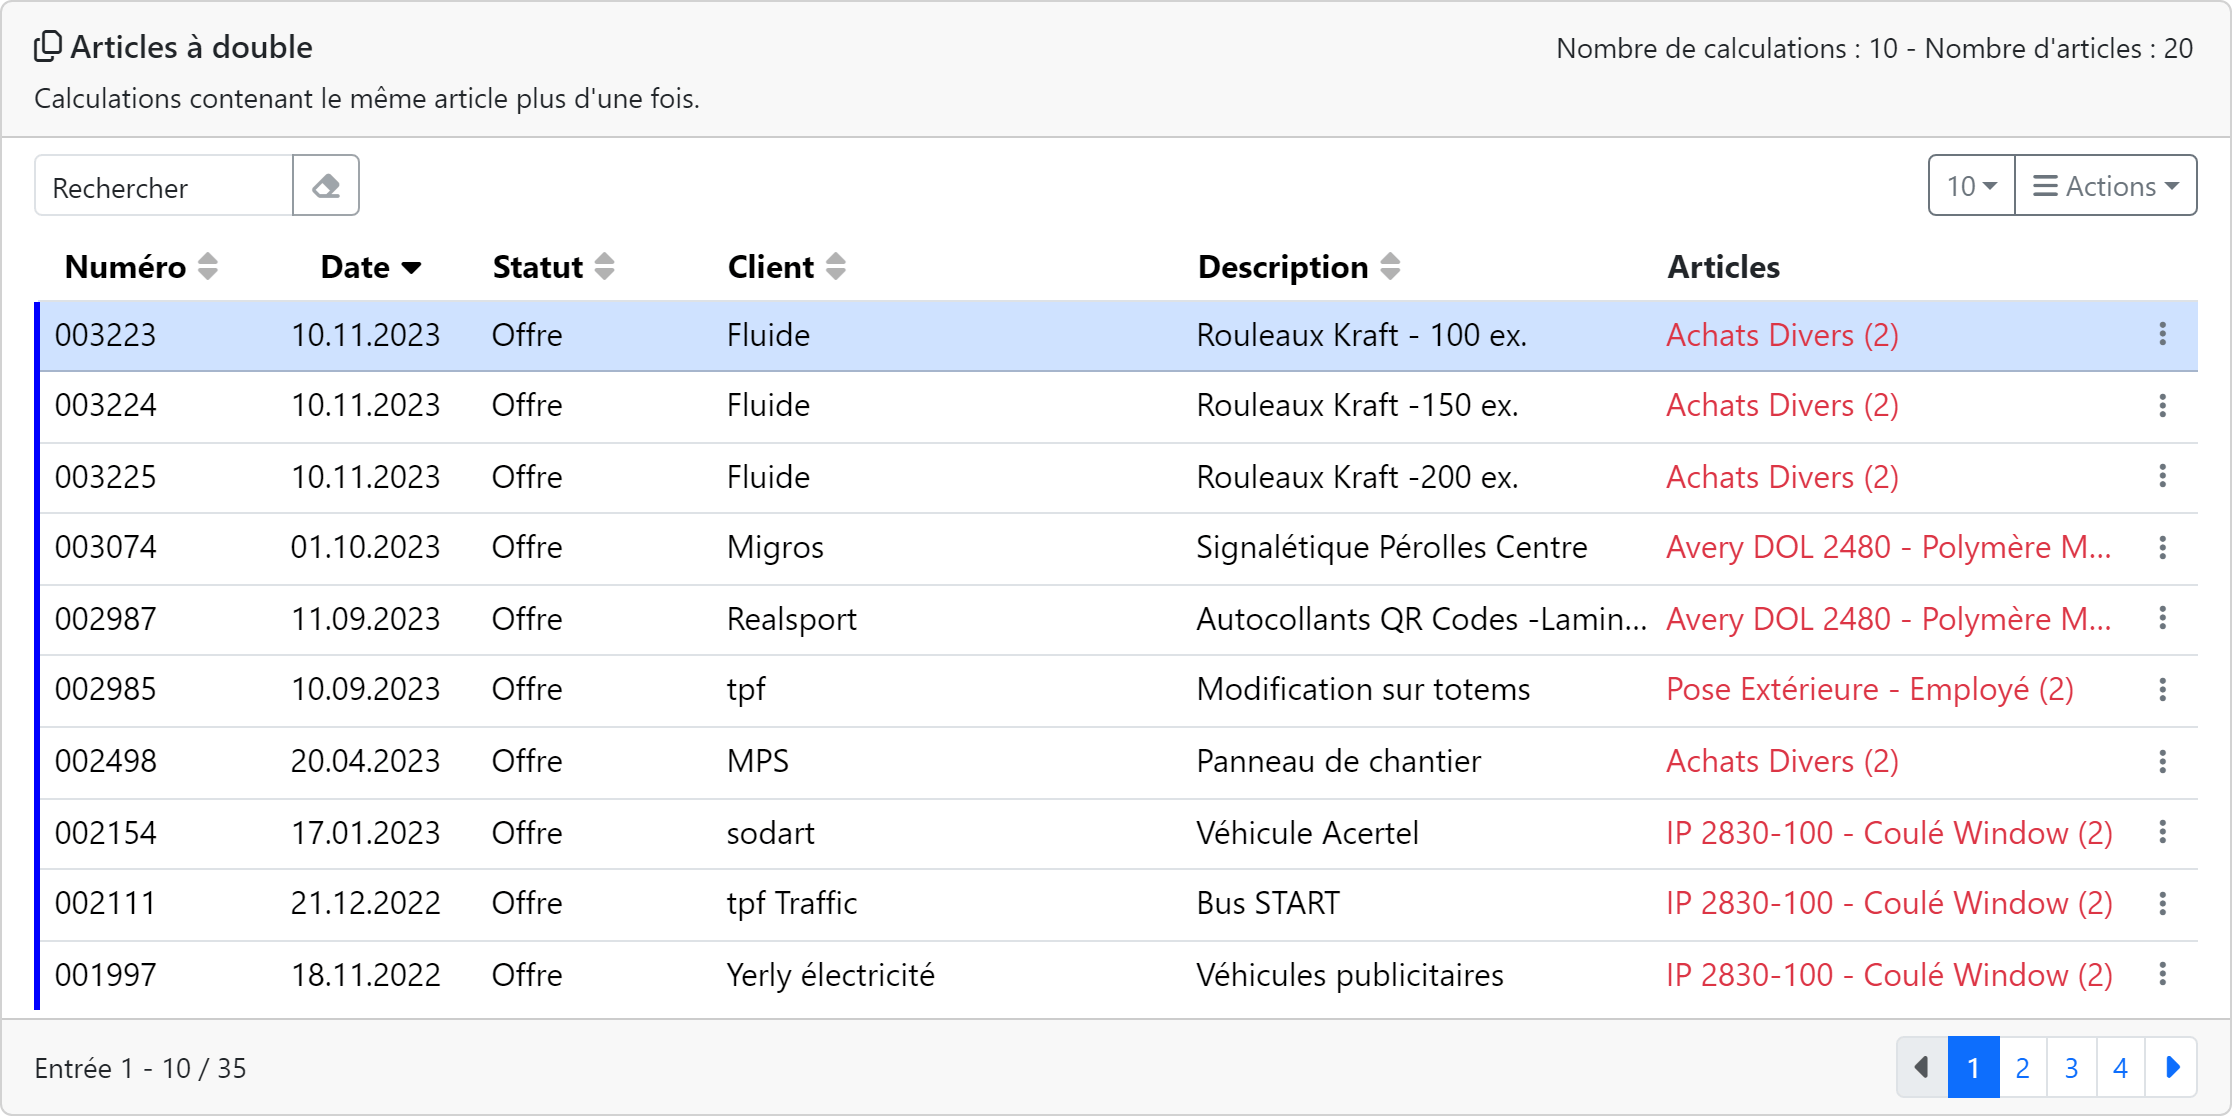 Articles à double
Nombre de calculations : 10 - Nombre d'articles : 20
Calculations contenant le même article plus d'une fois.
Rechercher
10 Actions
Numéro Date Statut Client Description Articles
003223 10.11.2023 Offre Fluide Rouleaux Kraft - 100 ex. Achats Divers (2)
003224 10.11.2023 Offre Fluide Rouleaux Kraft -150 ex. Achats Divers (2)
003225 10.11.2023 Offre Fluide Rouleaux Kraft -200 ex. Achats Divers (2)
003074 01.10.2023 Offre Migros Signalétique Pérolles Centre Avery DOL 2480 - Polymère M...
002987 11.09.2023 Offre Realsport Autocollants QR Codes -Lamin... Avery DOL 2480 - Polymère M...
002985 10.09.2023 Offre tpf Modification sur totems Pose Extérieure - Employé (2)
002498 20.04.2023 Offre MPS Panneau de chantier Achats Divers (2)
002154 17.01.2023 Offre sodart Véhicule Acertel IP 2830-100 - Coulé Window (2)
002111 21.12.2022 Offre tpf Traffic Bus START IP 2830-100 - Coulé Window (2)
001997 18.11.2022 Offre Yerly électricité Véhicules publicitaires IP 2830-100 - Coulé Window (2)
Entrée 1 - 10 / 35
1 2 3 4